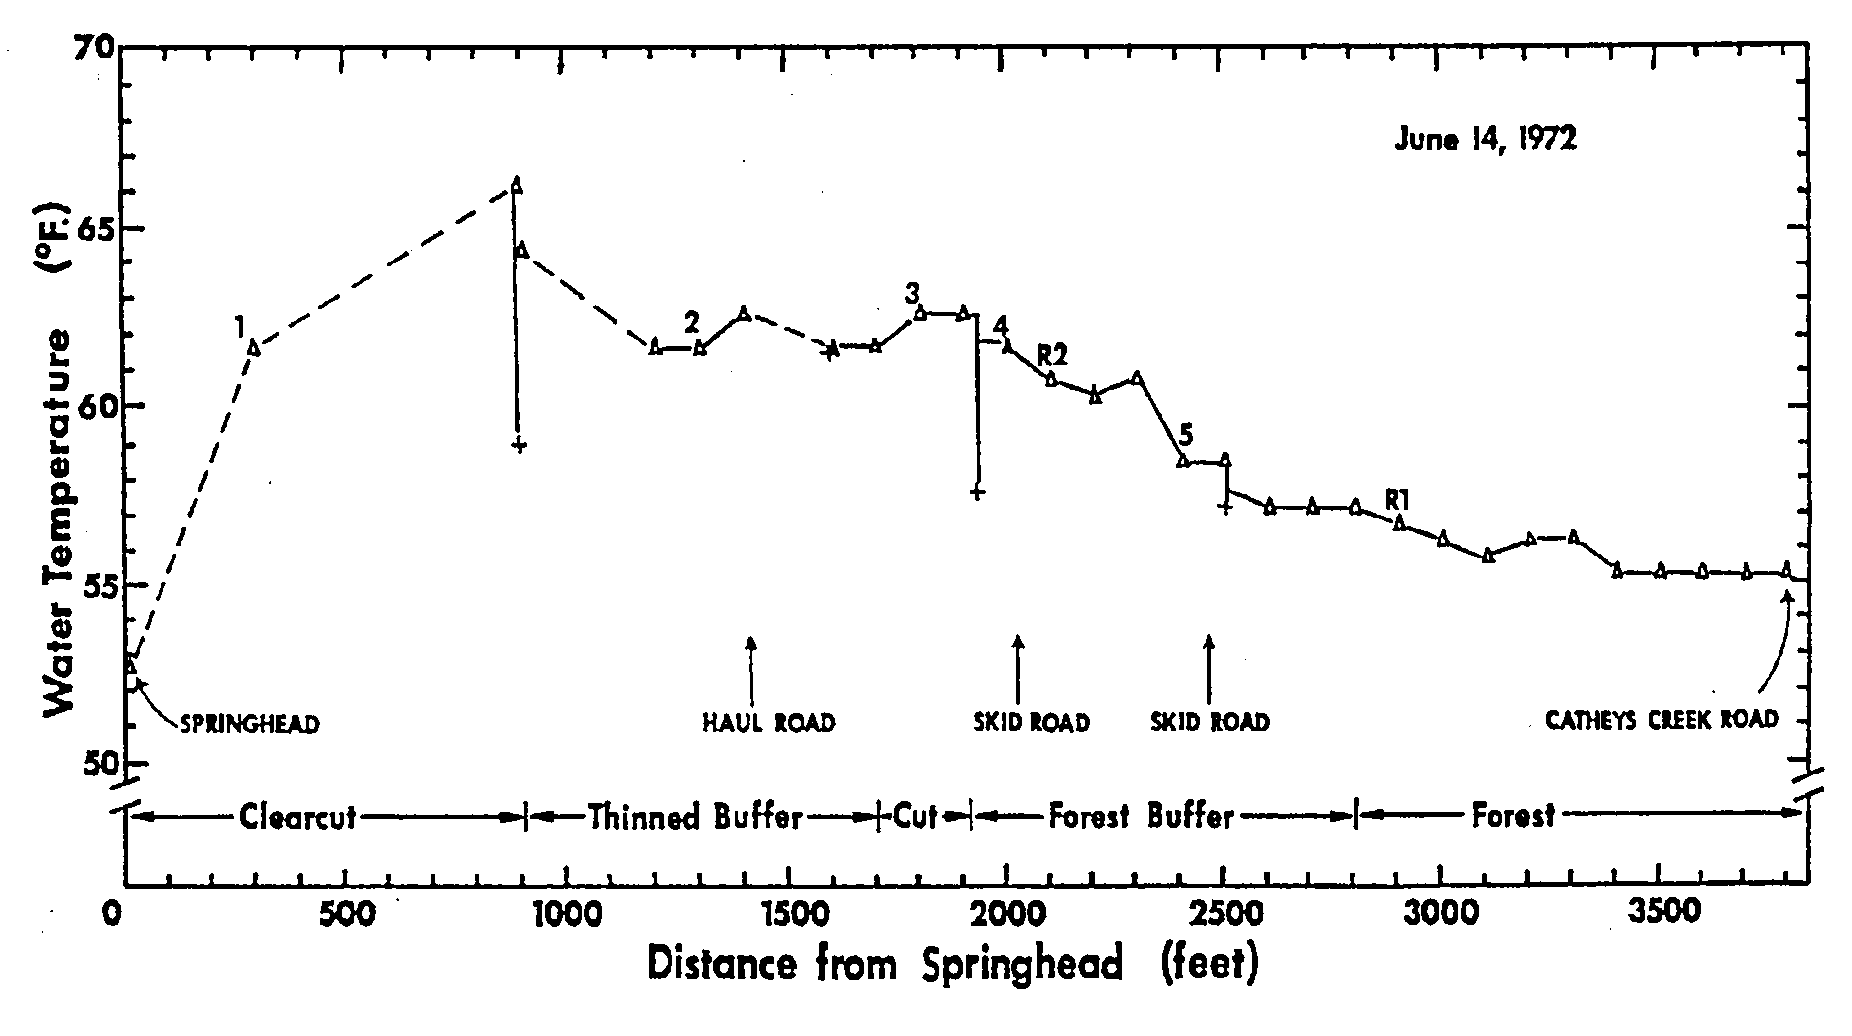 70
June 14, 1972
65
60
55
50
Water Temperature (°F.)
1
2
3
4
R2
5
R1
SPRINGHEAD
HAUL ROAD
SKID ROAD
SKID ROAD
CATHEYS CREEK ROAD
Clearcut
Thinned Buffer
Cut
Forest Buffer
Forest
0 500 1000 1500 2000 2500 3000 3500
Distance from Springhead (feet)